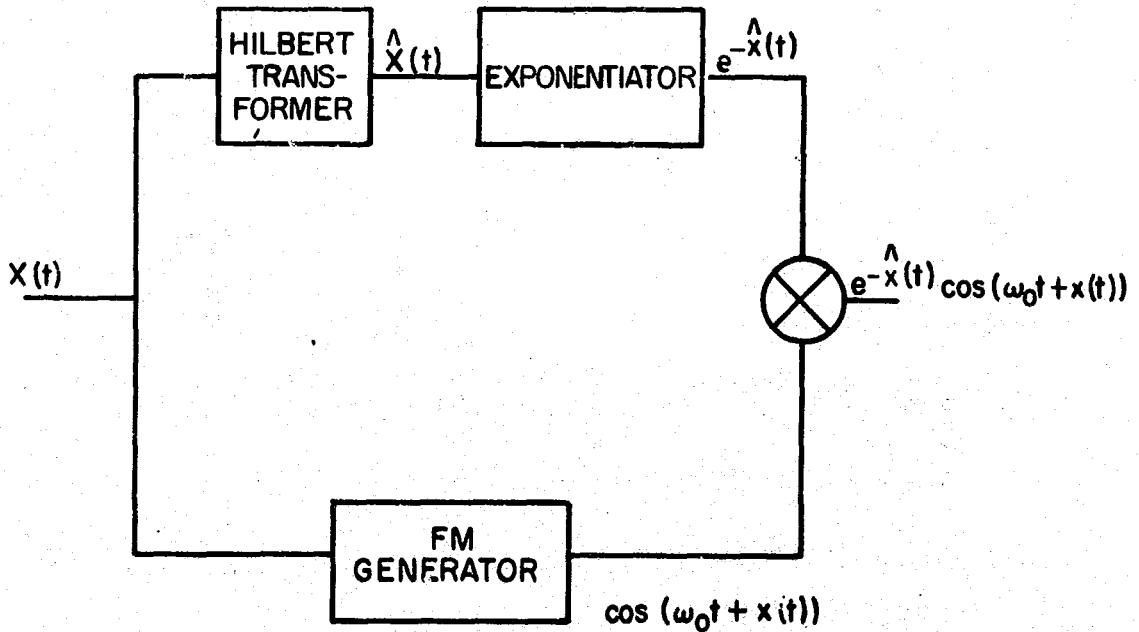 HILBERT
TRANS-
FORMER
x̂(t)
EXPONENTIATOR
e^{-x̂(t)}
X(t)
e^{-x̂(t)} cos(ω₀t + x(t))
FM
GENERATOR
cos (ω₀t + x(t))